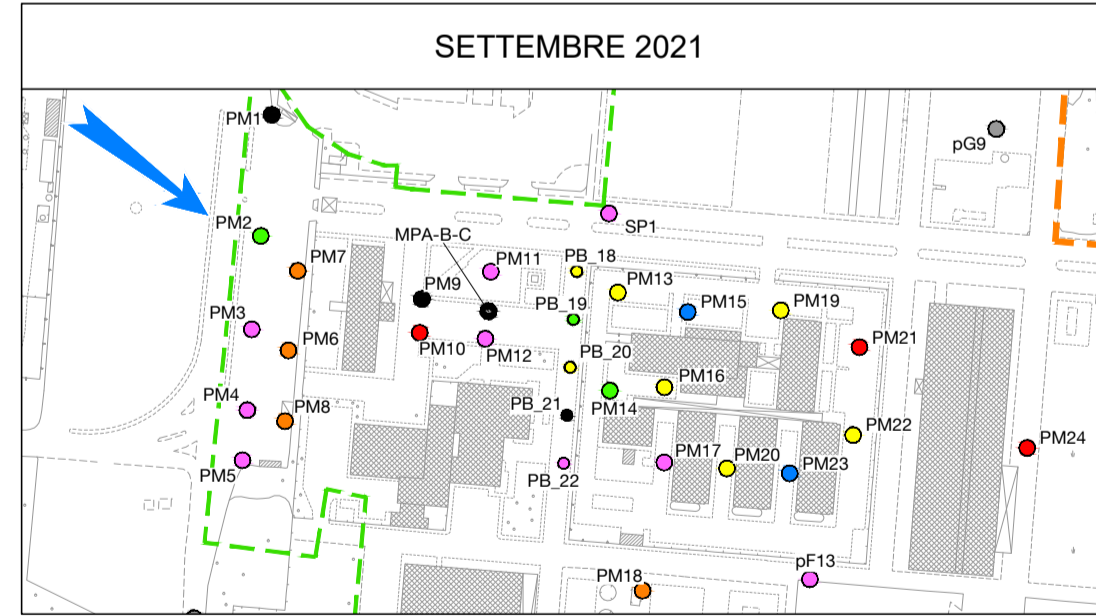 SETTEMBRE 2021
PM1
pG9
PM2
SP1
MPA-B-C
PM7
PM11
PB_18
PM13
PM9
PM15
PM19
PM3
PB_19
PM6
PM10
PM12
PM21
PB_20
PM16
PM4
PM8
PB_21
PM14
PM22
PM24
PM5
PM17
PM20
PM23
PB_22
pF13
PM18